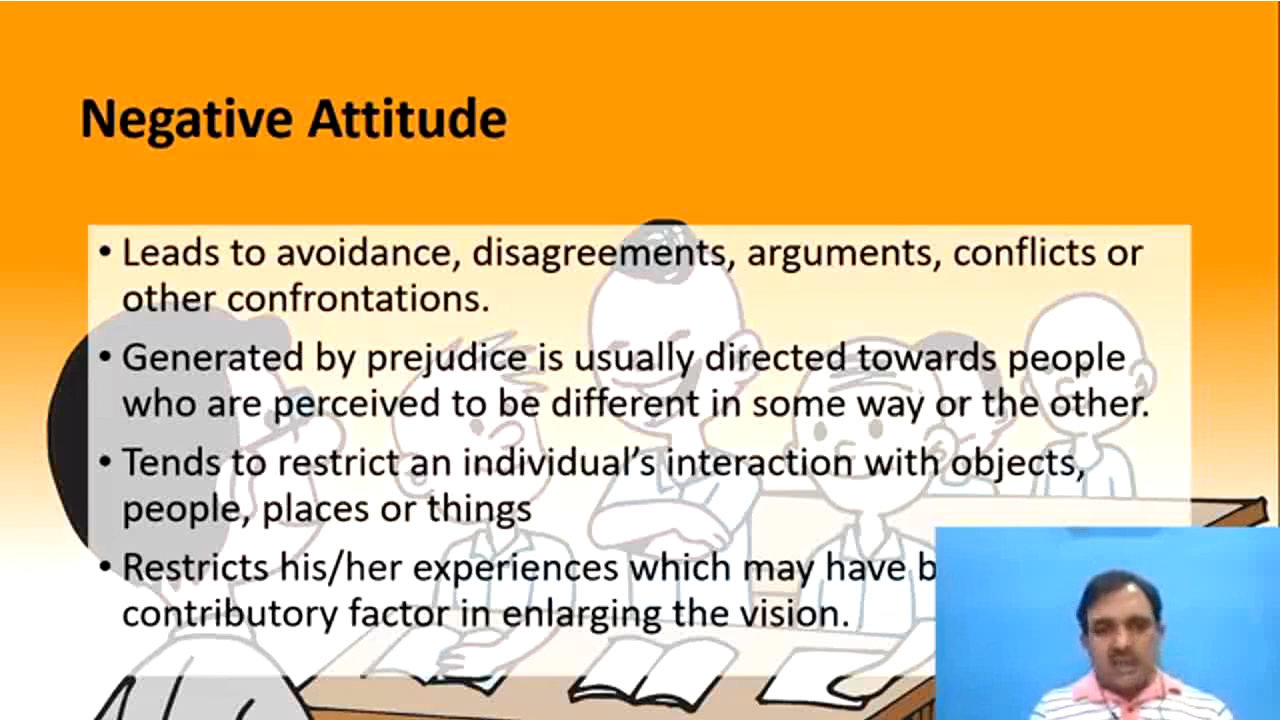 Negative Attitude
• Leads to avoidance, disagreements, arguments, conflicts or
other confrontations.
• Generated by prejudice is usually directed towards people
who are perceived to be different in some way or the other.
• Tends to restrict an individual’s interaction with objects,
people, places or things
• Restricts his/her experiences which may have
contributory factor in enlarging the vision.